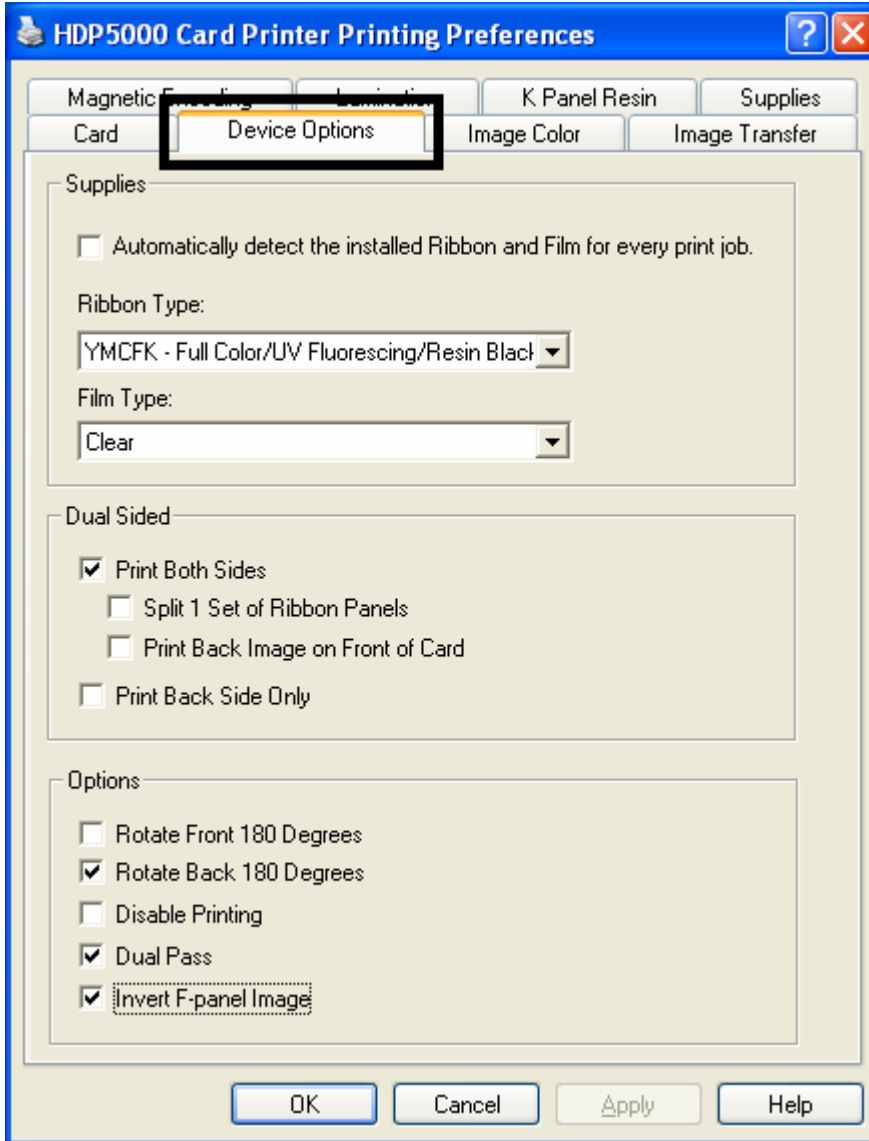 HDP5000 Card Printer Printing Preferences
Magnetic Encoding Lamination K Panel Resin Supplies
Card Device Options Image Color Image Transfer
Supplies
Automatically detect the installed Ribbon and Film for every print job.
Ribbon Type:
YMCFK - Full Color/UV Fluorescing/Resin Black
Film Type:
Clear
Dual Sided
Print Both Sides
Split 1 Set of Ribbon Panels
Print Back Image on Front of Card
Print Back Side Only
Options
Rotate Front 180 Degrees
Rotate Back 180 Degrees
Disable Printing
Dual Pass
Invert F-panel Image
OK Cancel Apply Help